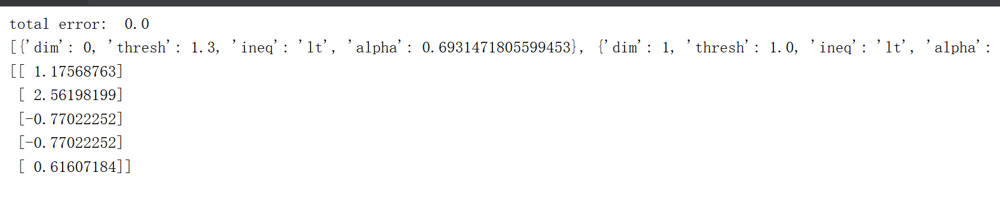 total error:  0.0
[{'dim': 0, 'thresh': 1.3, 'ineq': 'lt', 'alpha': 0.6931471805599453}, {'dim': 1, 'thresh': 1.0, 'ineq': 'lt', 'alpha':
[[ 1.17568763]
 [ 2.56198199]
 [-0.77022252]
 [-0.77022252]
 [ 0.61607184]]